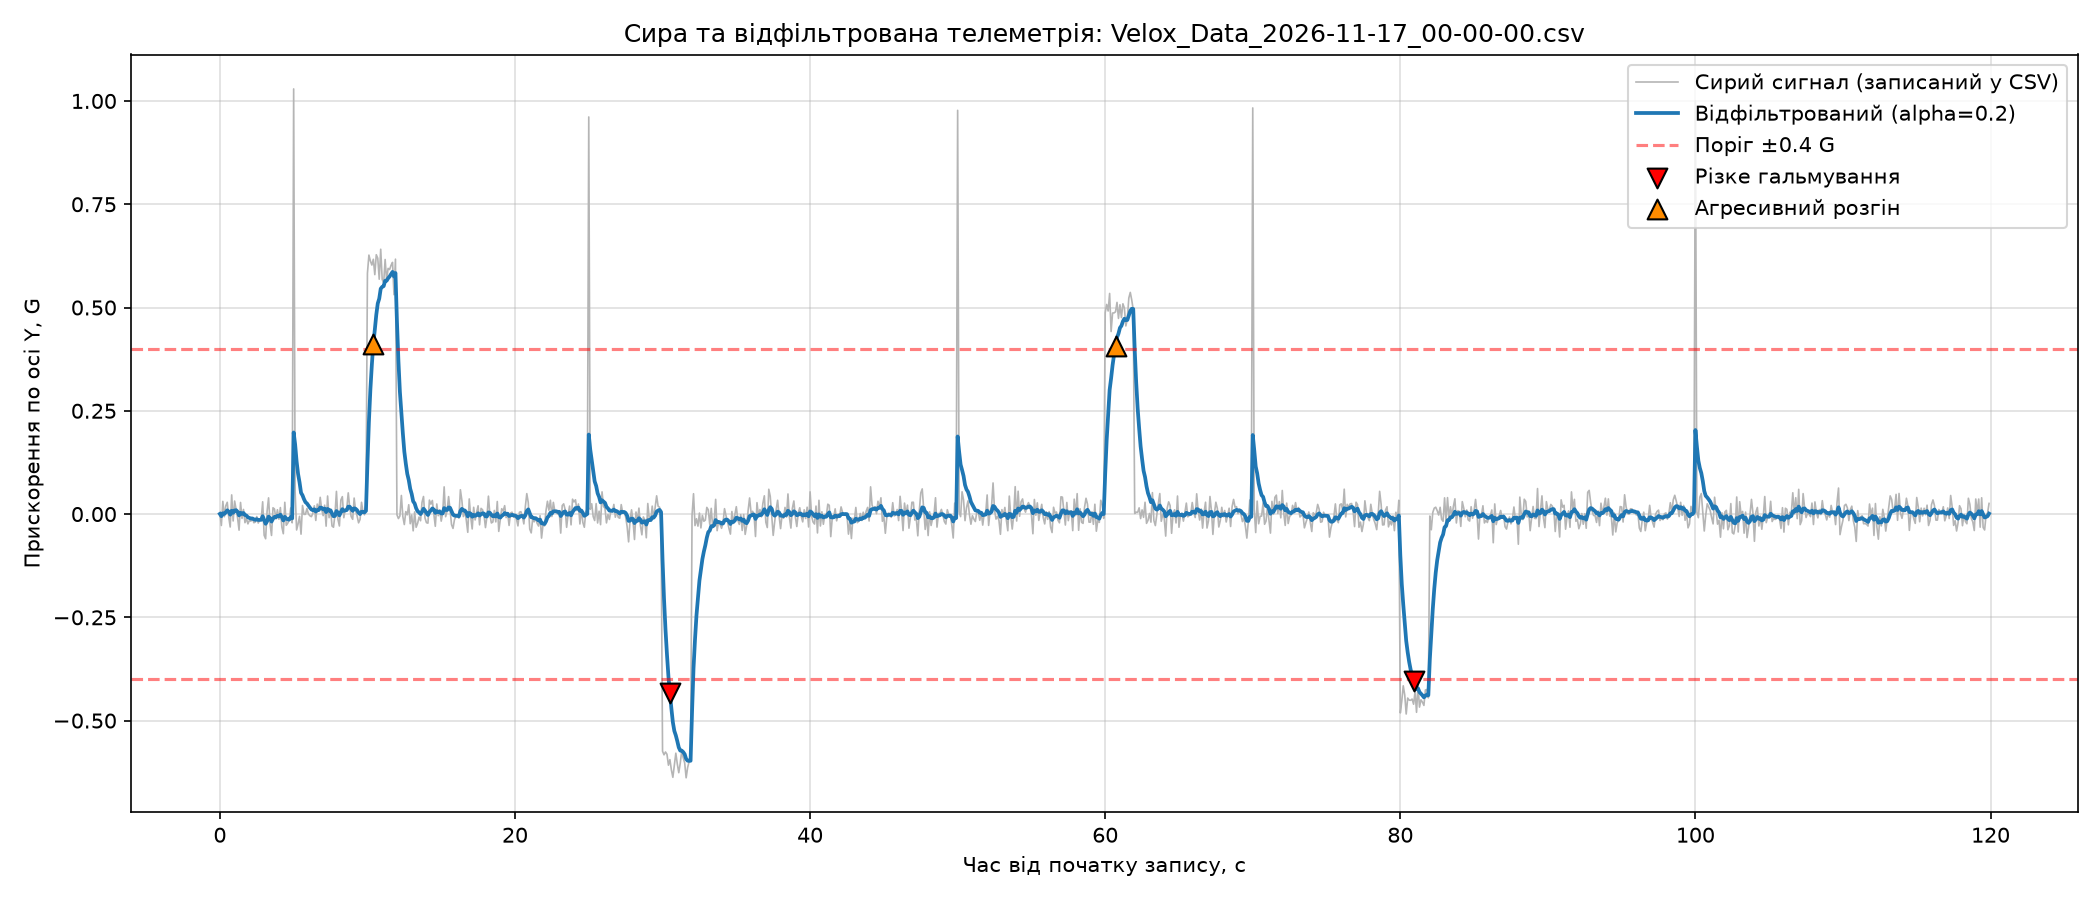 Сира та відфільтрована телеметрія: Velox_Data_2026-11-17_00-00-00.csv
Сирий сигнал (записаний у CSV)
Відфільтрований (alpha=0.2)
Поріг ±0.4 G
Різке гальмування
Агресивний розгін
Прискорення по осі Y, G
1.00
0.75
0.50
0.25
0.00
−0.25
−0.50
0 20 40 60 80 100 120
Час від початку запису, с